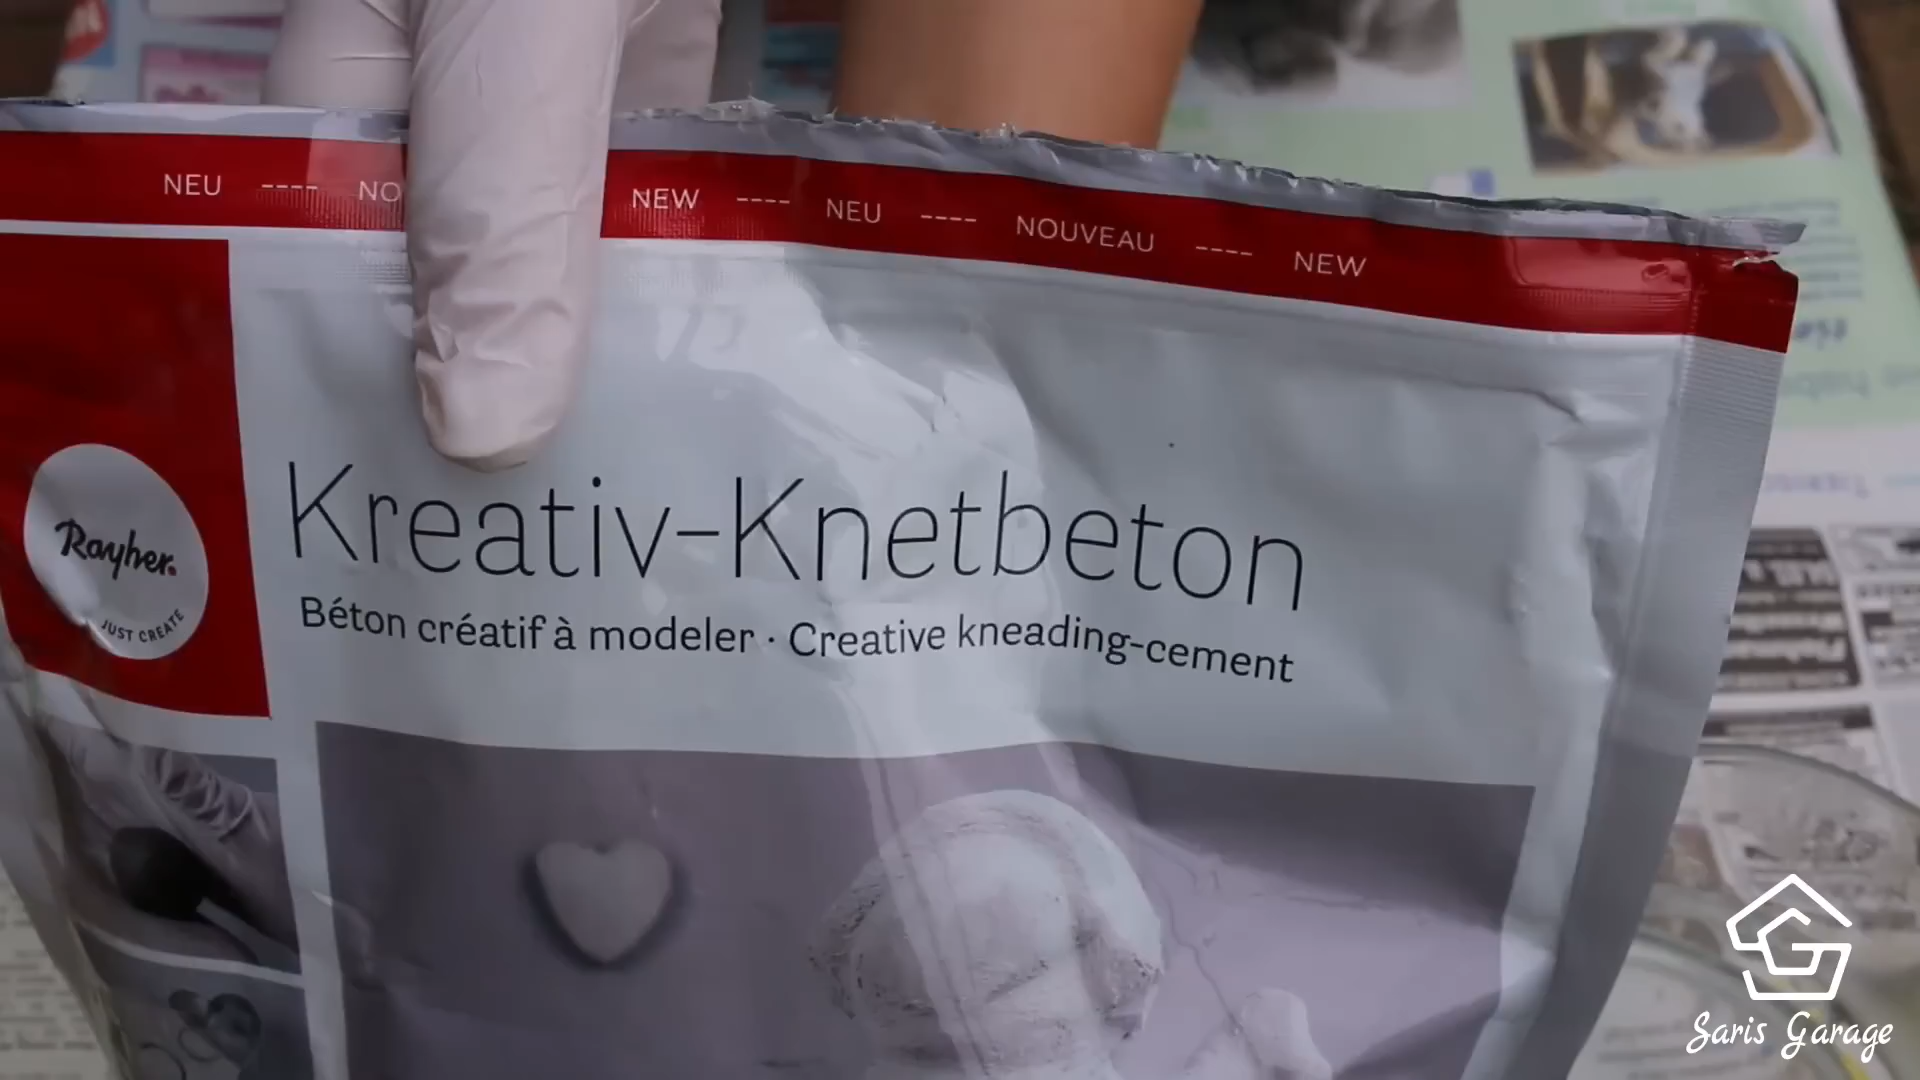 NEU ---- NO NEW ---- NEU ---- NOUVEAU ---- NEW
Rayher.
JUST CREATE
Kreativ-Knetbeton
Béton créatif à modeler · Creative kneading-cement
Saris Garage